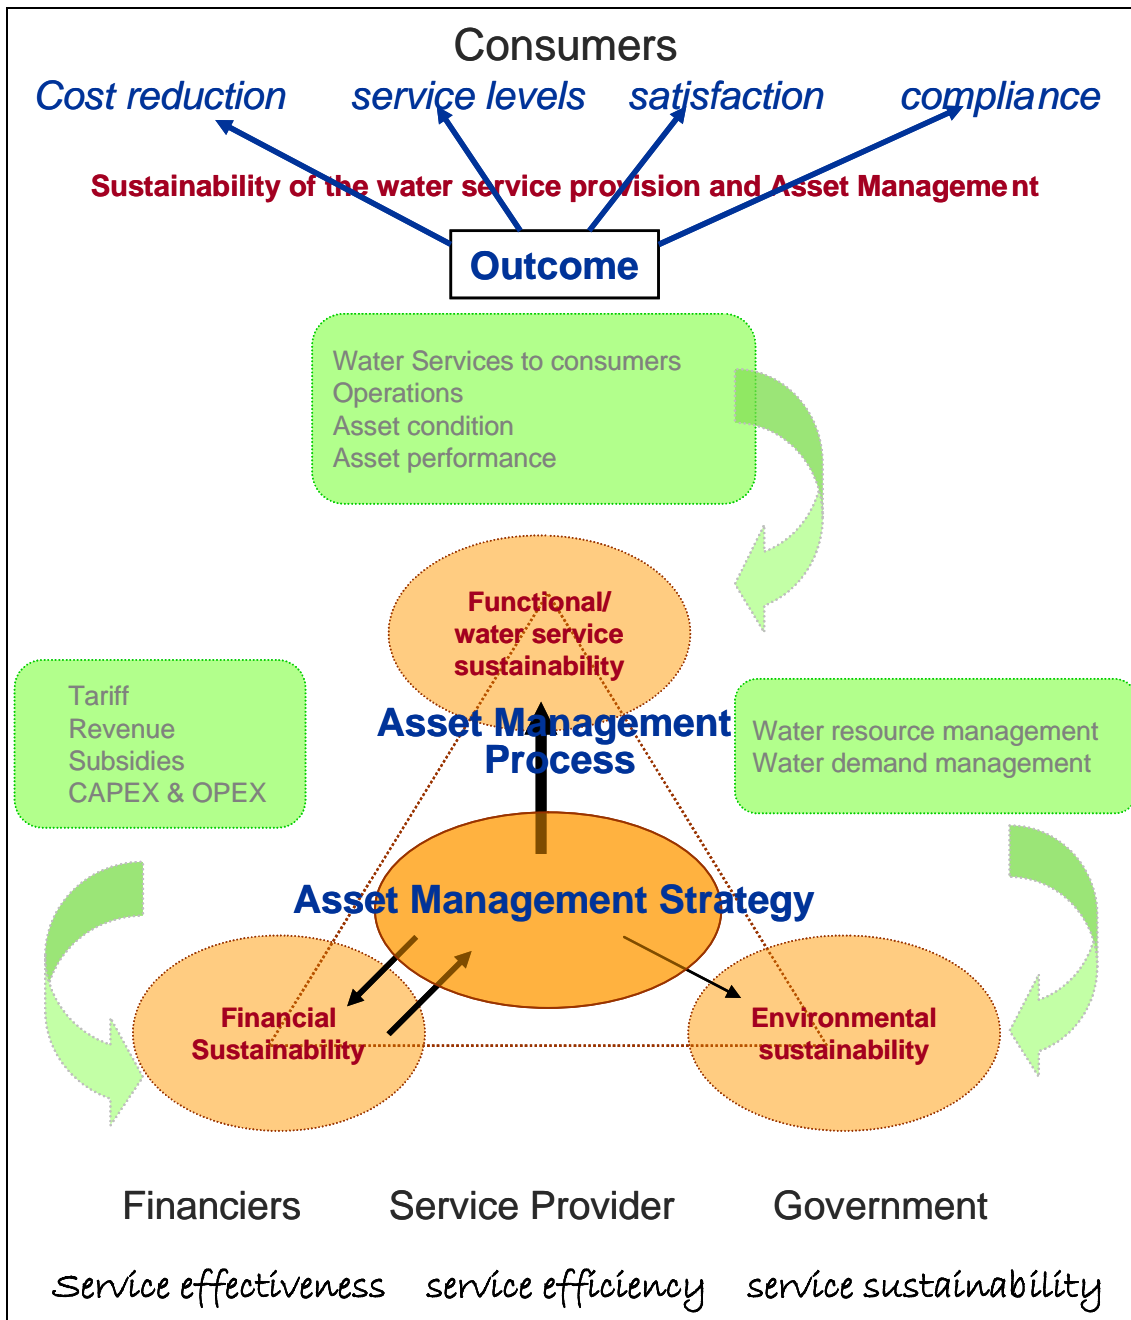 Consumers
Cost reduction service levels satisfaction compliance
Sustainability of the water service provision and Asset Management
Outcome
Water Services to consumers
Operations
Asset condition
Asset performance
Functional/
water service
sustainability
Tariff
Revenue
Subsidies
CAPEX & OPEX
Asset Management
Process
Water resource management
Water demand management
Asset Management Strategy
Financial
Sustainability
Environmental
sustainability
Financiers Service Provider Government
Service effectiveness service efficiency service sustainability